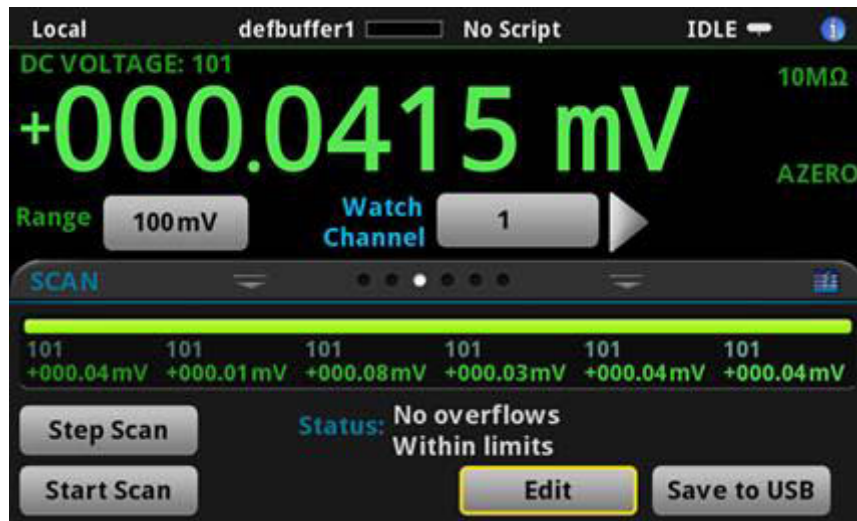 Local defbuffer1 No Script IDLE i
DC VOLTAGE: 101
10MΩ
+000.0415 mV
AZERO
Range 100mV Watch Channel 1
SCAN
101 101 101 101 101 101
+000.04mV +000.01mV +000.08mV +000.03mV +000.04mV +000.04mV
Step Scan Status: No overflows
Within limits
Start Scan Edit Save to USB